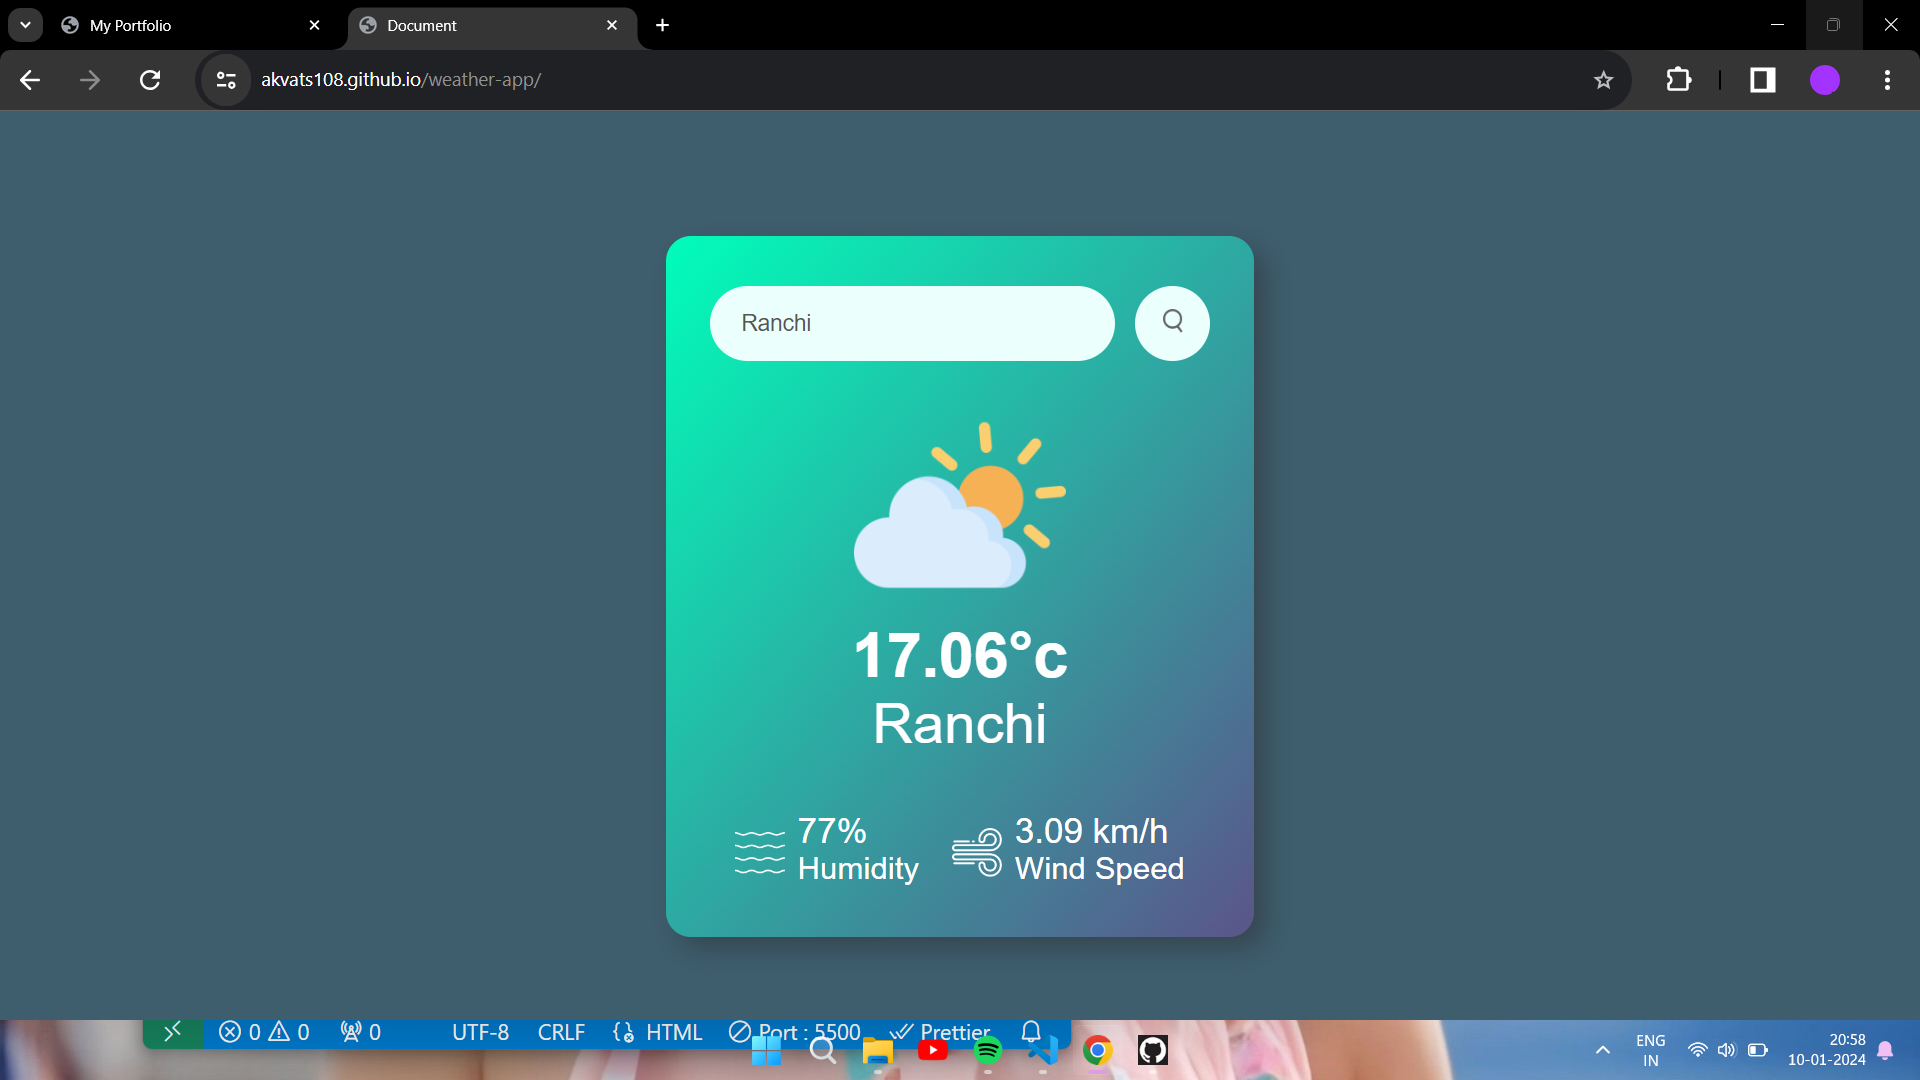 My Portfolio
Document
akvats108.github.io/weather-app/
Ranchi
17.06°c
Ranchi
77%
Humidity
3.09 km/h
Wind Speed
0 0 0 UTF-8 CRLF HTML Port : 5500 Prettier
ENG
IN
20:58
10-01-2024